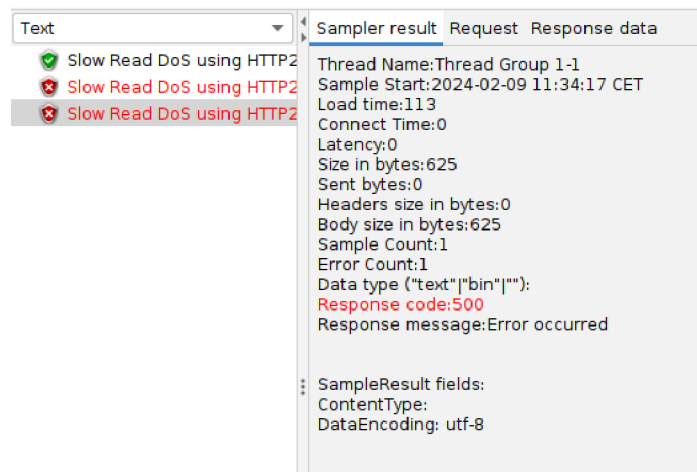 Text
Slow Read DoS using HTTP2
Slow Read DoS using HTTP2
Slow Read DoS using HTTP2
Sampler result Request Response data
Thread Name:Thread Group 1-1
Sample Start:2024-02-09 11:34:17 CET
Load time:113
Connect Time:0
Latency:0
Size in bytes:625
Sent bytes:0
Headers size in bytes:0
Body size in bytes:625
Sample Count:1
Error Count:1
Data type ("text"|"bin"|""):
Response code:500
Response message:Error occurred
SampleResult fields:
ContentType:
DataEncoding: utf-8